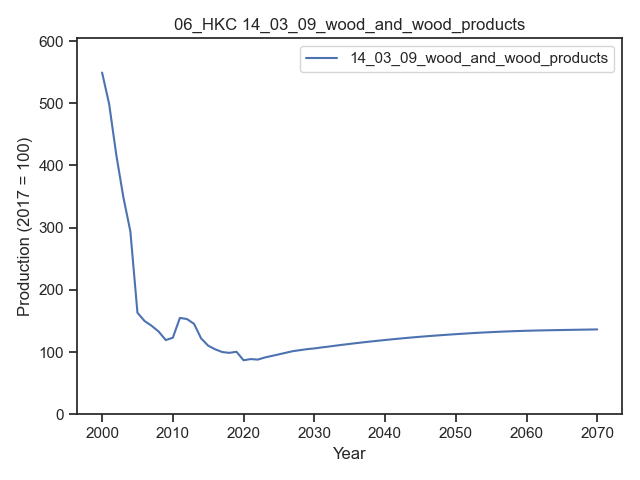 06_HKC 14_03_09_wood_and_wood_products
14_03_09_wood_and_wood_products
Production (2017 = 100)
600
500
400
300
200
100
0
2000 2010 2020 2030 2040 2050 2060 2070
Year